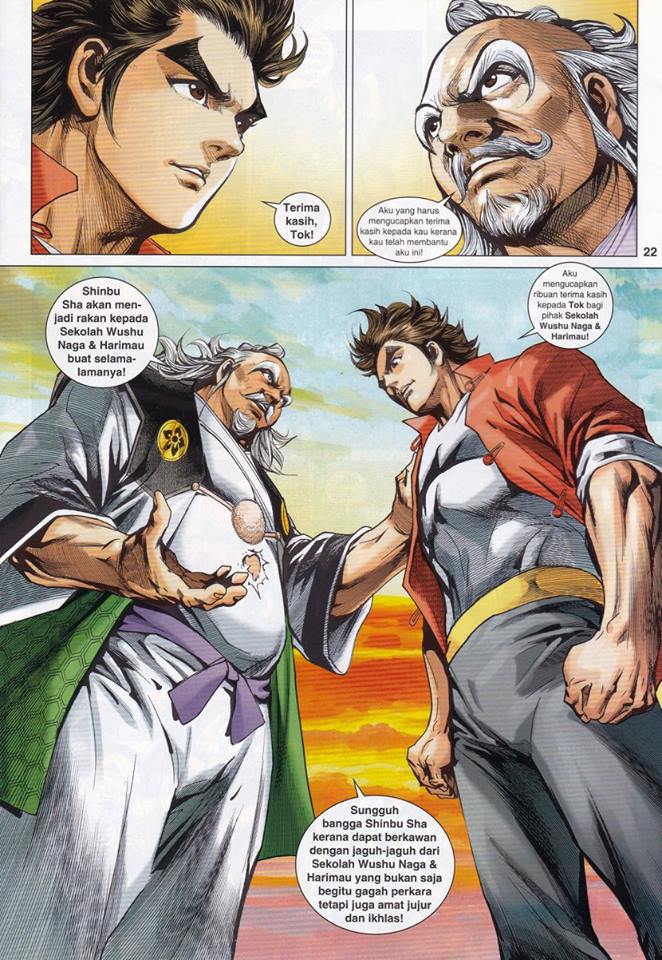 Terima
kasih,
Tok!
Aku yang harus
mengucapkan terima
kasih kepada kau kerana
kau telah membantu
aku ini!
22
Shinbu
Sha akan men-
jadi rakan kepada
Sekolah Wushu
Naga & Harimau
buat selama-
lamanya!
Aku
mengucapkan
ribuan terima kasih
kepada Tok bagi
pihak Sekolah
Wushu Naga &
Harimau!
Sungguh
bangga Shinbu Sha
kerana dapat berkawan
dengan jaguh-jaguh dari
Sekolah Wushu Naga &
Harimau yang bukan saja
begitu gagah perkara
tetapi juga amat jujur
dan ikhlas!